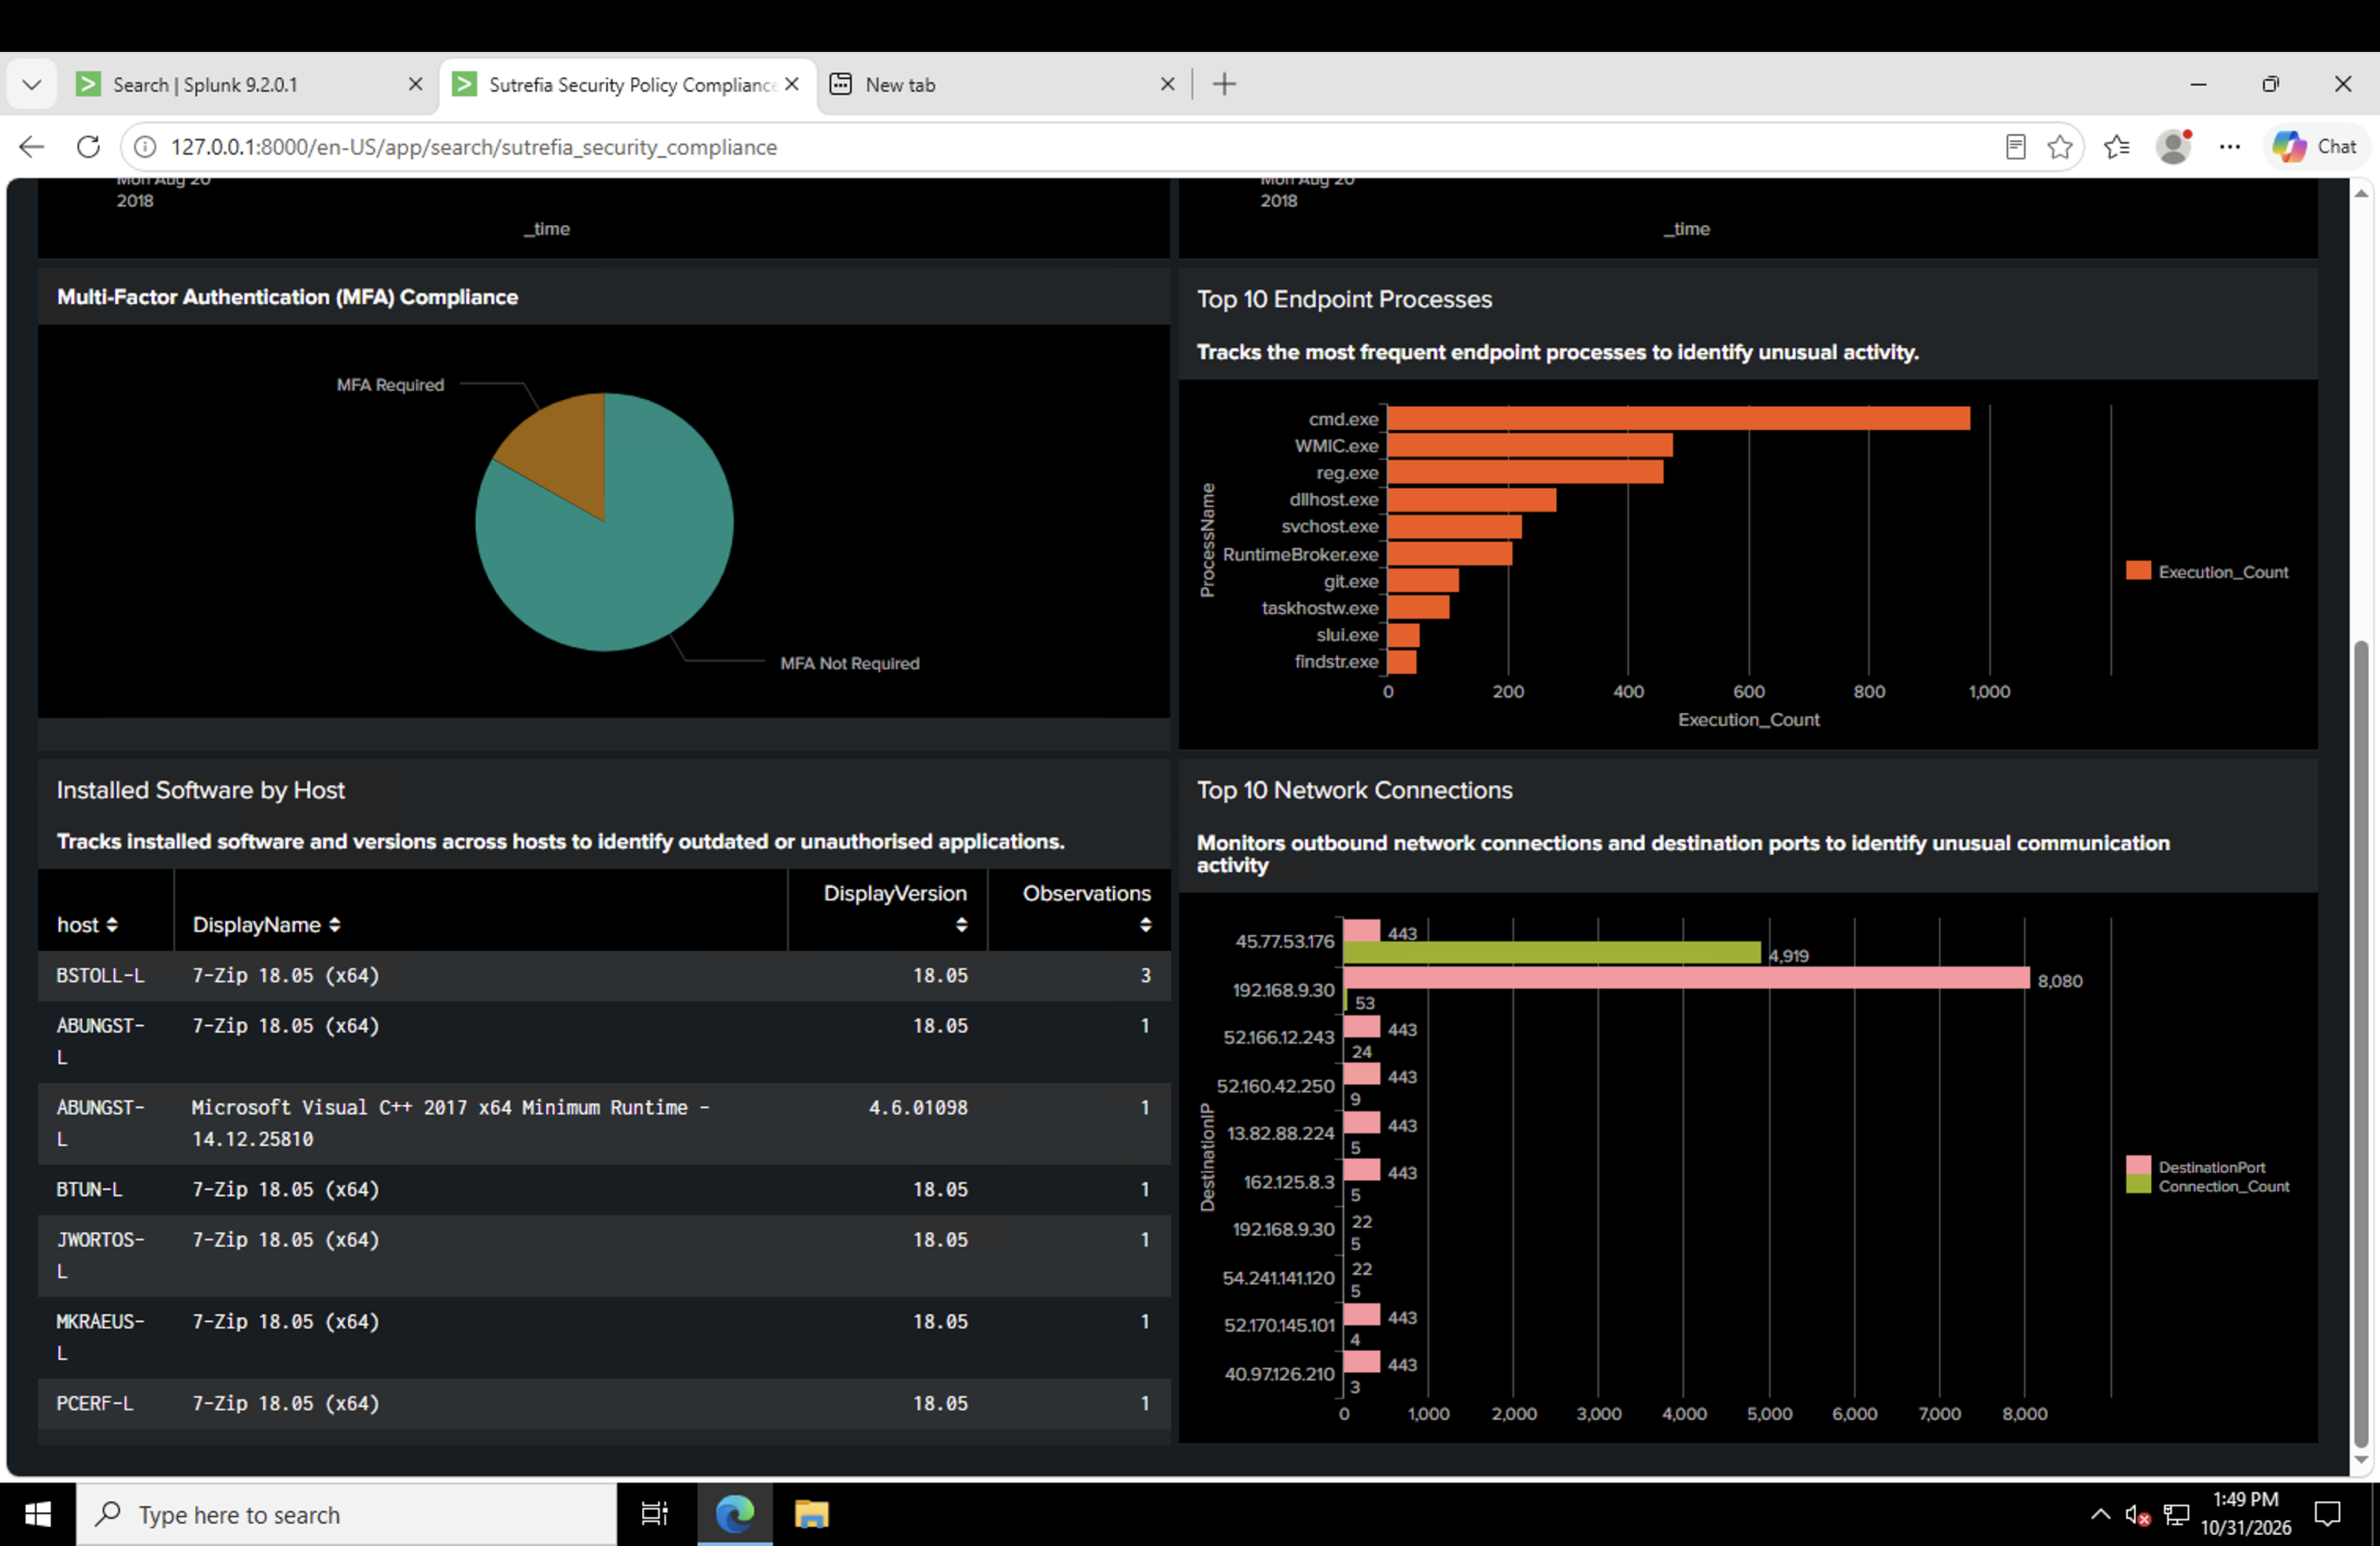 Search | Splunk 9.2.0.1
Sutrefia Security Policy Compliance
New tab
127.0.0.1:8000/en-US/app/search/sutrefia_security_compliance
Chat
Mon Aug 20
2018
_time
Mon Aug 20
2018
_time
Multi-Factor Authentication (MFA) Compliance
MFA Required
MFA Not Required
Top 10 Endpoint Processes
Tracks the most frequent endpoint processes to identify unusual activity.
ProcessName
cmd.exe
WMIC.exe
reg.exe
dllhost.exe
svchost.exe
RuntimeBroker.exe
git.exe
taskhostw.exe
slui.exe
findstr.exe
0 200 400 600 800 1,000
Execution_Count
Execution_Count
Installed Software by Host
Tracks installed software and versions across hosts to identify outdated or unauthorised applications.
host DisplayName DisplayVersion Observations
BSTOLL-L 7-Zip 18.05 (x64) 18.05 3
ABUNGST- 7-Zip 18.05 (x64) 18.05 1
L
ABUNGST- Microsoft Visual C++ 2017 x64 Minimum Runtime - 4.6.01098 1
L 14.12.25810
BTUN-L 7-Zip 18.05 (x64) 18.05 1
JWORTOS- 7-Zip 18.05 (x64) 18.05 1
L
MKRAEUS- 7-Zip 18.05 (x64) 18.05 1
L
PCERF-L 7-Zip 18.05 (x64) 18.05 1
Top 10 Network Connections
Monitors outbound network connections and destination ports to identify unusual communication
activity
DestinationIP
45.77.53.176 443
4,919
192.168.9.30 8,080
53
52.166.12.243 443
24
52.160.42.250 443
9
13.82.88.224 443
5
162.125.8.3 443
5
192.168.9.30 22
5
54.241.141.120 22
5
52.170.145.101 443
4
40.97.126.210 443
3
0 1,000 2,000 3,000 4,000 5,000 6,000 7,000 8,000
DestinationPort
Connection_Count
Type here to search
1:49 PM
10/31/2026